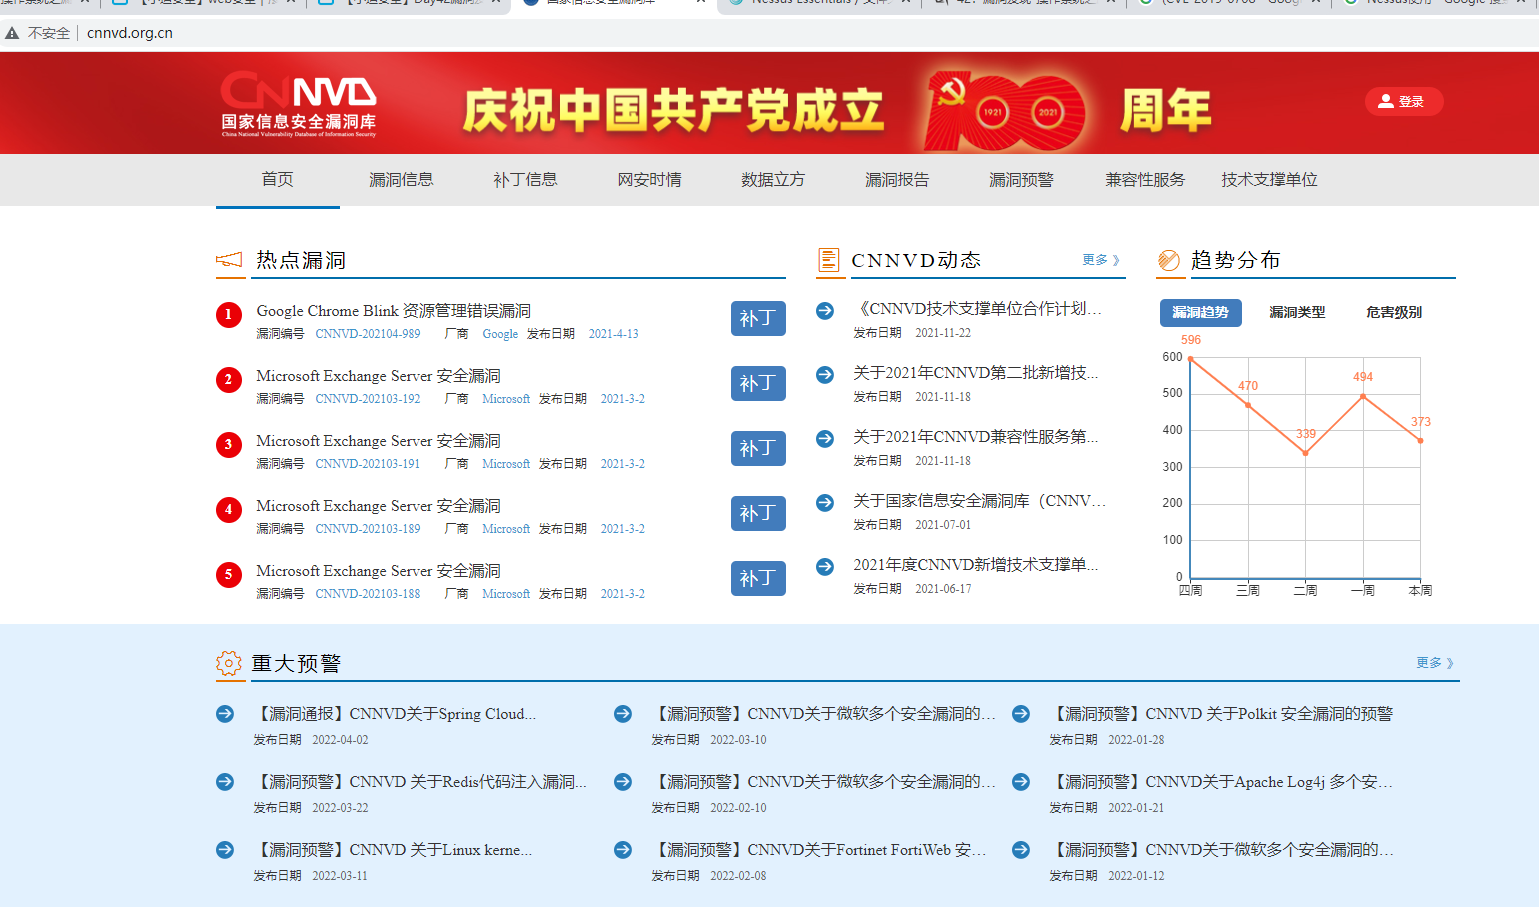 不安全 cnnvd.org.cn
CNNVD
国家信息安全漏洞库
China National Vulnerability Database of Information Security
庆祝中国共产党成立 100 周年
1921 2021
登录
首页 漏洞信息 补丁信息 网安时情 数据立方 漏洞报告 漏洞预警 兼容性服务 技术支撑单位
热点漏洞
1 Google Chrome Blink 资源管理错误漏洞 补丁
漏洞编号 CNNVD-202104-989 厂商 Google 发布日期 2021-4-13
2 Microsoft Exchange Server 安全漏洞 补丁
漏洞编号 CNNVD-202103-192 厂商 Microsoft 发布日期 2021-3-2
3 Microsoft Exchange Server 安全漏洞 补丁
漏洞编号 CNNVD-202103-191 厂商 Microsoft 发布日期 2021-3-2
4 Microsoft Exchange Server 安全漏洞 补丁
漏洞编号 CNNVD-202103-189 厂商 Microsoft 发布日期 2021-3-2
5 Microsoft Exchange Server 安全漏洞 补丁
漏洞编号 CNNVD-202103-188 厂商 Microsoft 发布日期 2021-3-2
CNNVD动态 更多 》
《CNNVD技术支撑单位合作计划...
发布日期 2021-11-22
关于2021年CNNVD第二批新增技...
发布日期 2021-11-18
关于2021年CNNVD兼容性服务第...
发布日期 2021-11-18
关于国家信息安全漏洞库（CNNV...
发布日期 2021-07-01
2021年度CNNVD新增技术支撑单...
发布日期 2021-06-17
趋势分布
漏洞趋势 漏洞类型 危害级别
596
600
494
500
470
373
400
339
300
200
100
0
四周 三周 二周 一周 本周
重大预警 更多 》
【漏洞通报】CNNVD关于Spring Cloud...
发布日期 2022-04-02
【漏洞预警】CNNVD关于微软多个安全漏洞的...
发布日期 2022-03-10
【漏洞预警】CNNVD 关于Polkit 安全漏洞的预警
发布日期 2022-01-28
【漏洞预警】CNNVD 关于Redis代码注入漏洞...
发布日期 2022-03-22
【漏洞预警】CNNVD关于微软多个安全漏洞的...
发布日期 2022-02-10
【漏洞预警】CNNVD关于Apache Log4j 多个安...
发布日期 2022-01-21
【漏洞预警】CNNVD 关于Linux kerne...
发布日期 2022-03-11
【漏洞预警】CNNVD关于Fortinet FortiWeb 安...
发布日期 2022-02-08
【漏洞预警】CNNVD关于微软多个安全漏洞的...
发布日期 2022-01-12